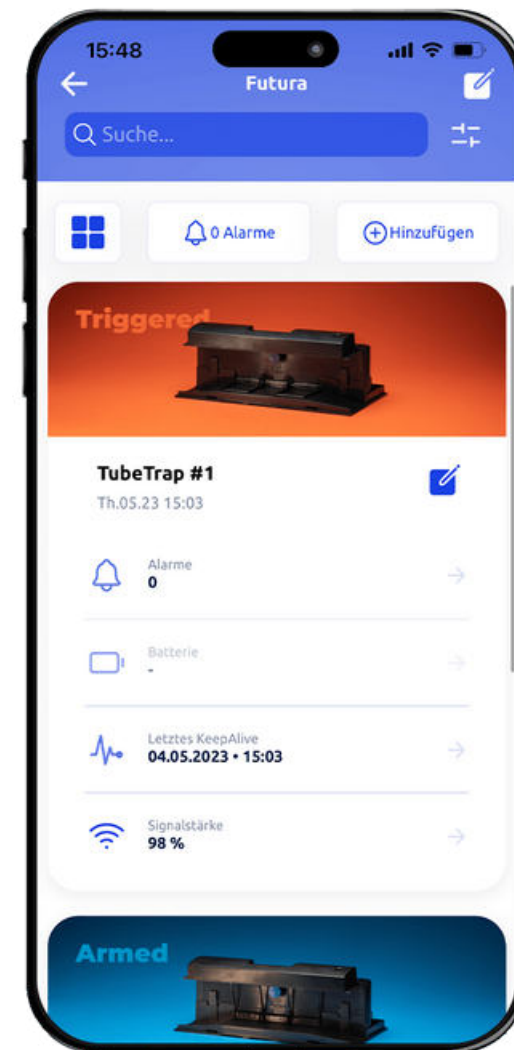 15:48
Futura
Suche...
0 Alarme
Hinzufügen
Triggered
TubeTrap #1
Th.05.23 15:03
Alarme
0
Batterie
-
Letztes KeepAlive
04.05.2023 • 15:03
Signalstärke
98 %
Armed